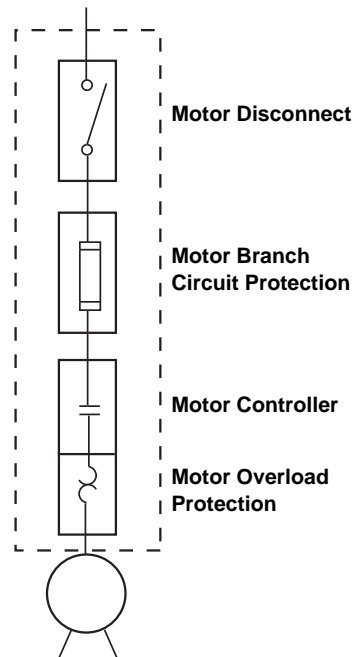 Motor Disconnect
Motor Branch
Circuit Protection
Motor Controller
Motor Overload
Protection